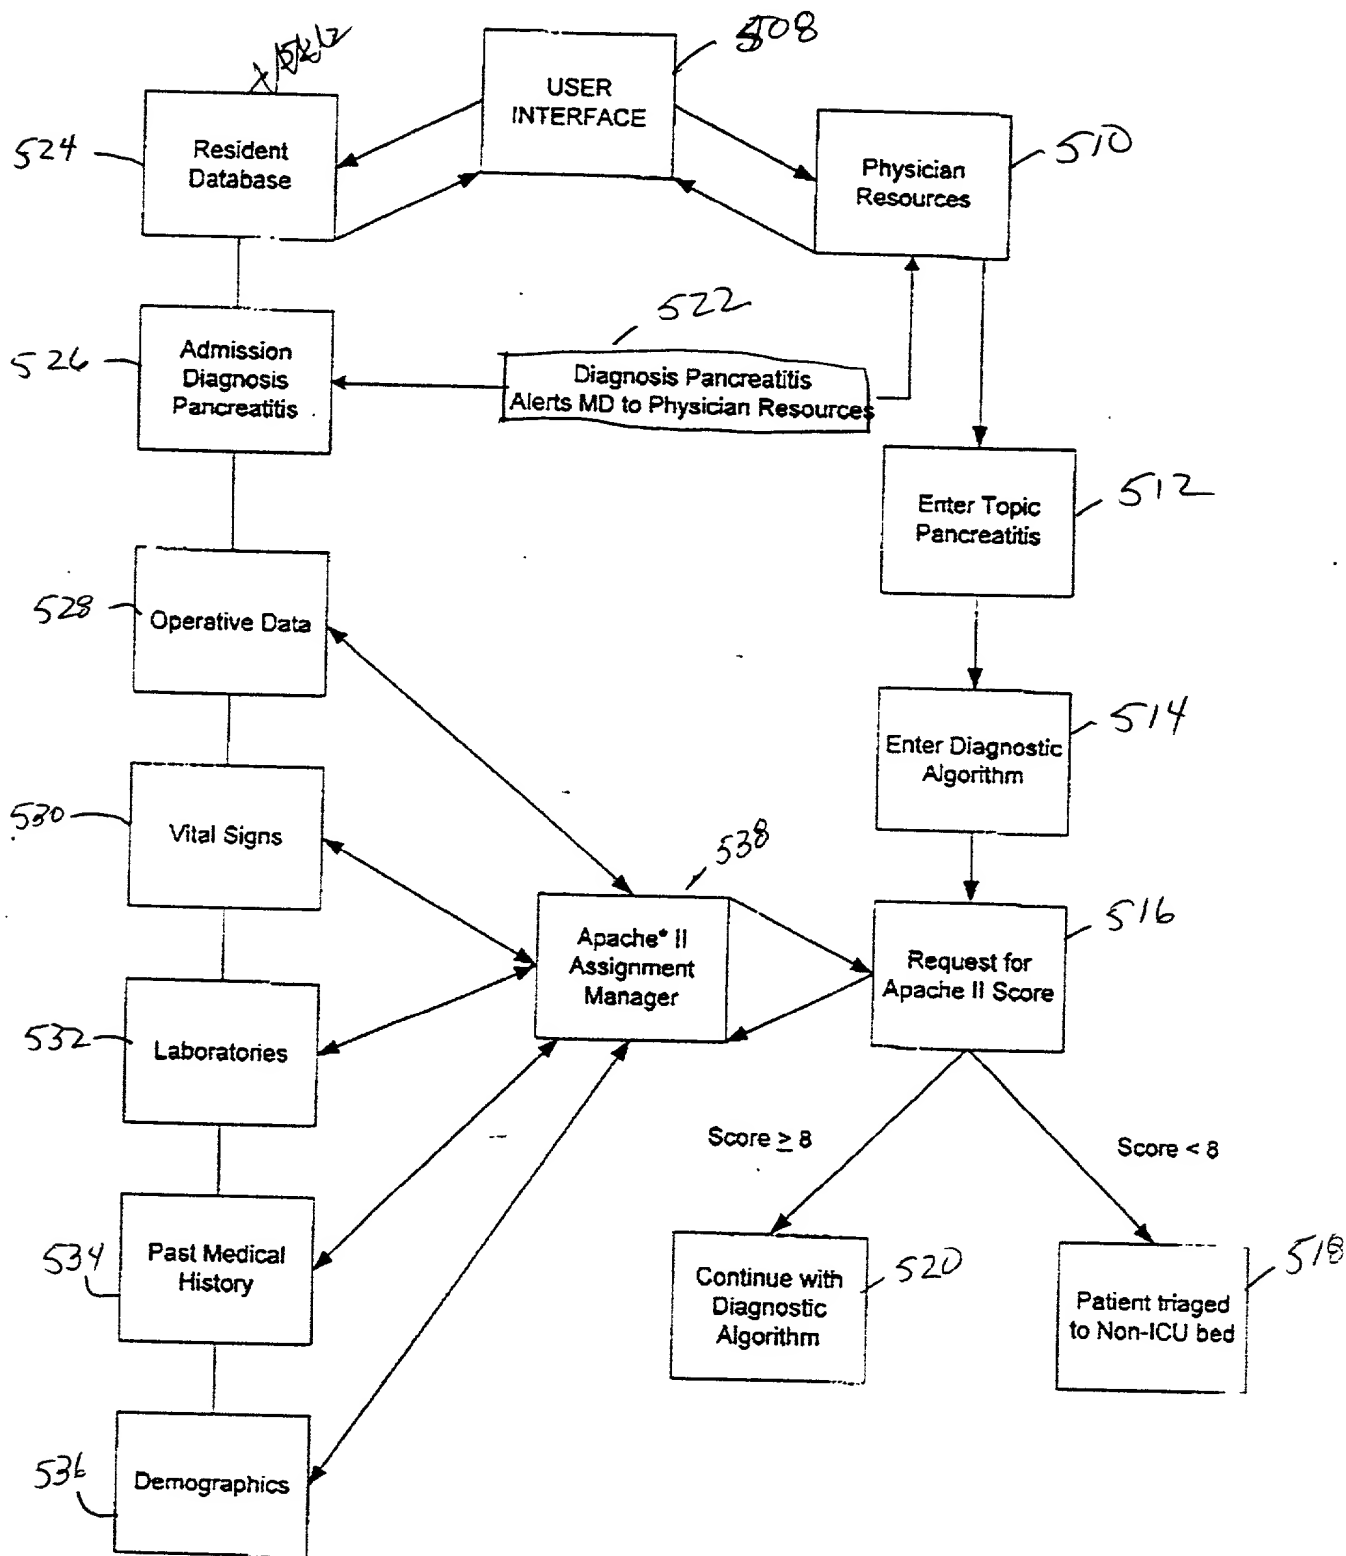 508
USER
INTERFACE
524
Resident
Database
510
Physician
Resources
522
526
Admission
Diagnosis
Pancreatitis
Diagnosis Pancreatitis
Alerts MD to Physician Resources
512
Enter Topic
Pancreatitis
528
Operative Data
514
Enter Diagnostic
Algorithm
530
Vital Signs
538
Apache* II
Assignment
Manager
516
Request for
Apache II Score
532
Laboratories
Score ≥ 8
Score < 8
534
Past Medical
History
520
Continue with
Diagnostic
Algorithm
518
Patient triaged
to Non-ICU bed
536
Demographics